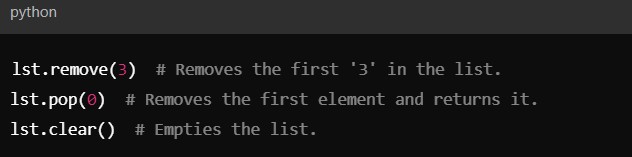 python
lst.remove(3)  # Removes the first '3' in the list.
lst.pop(0)  # Removes the first element and returns it.
lst.clear()  # Empties the list.